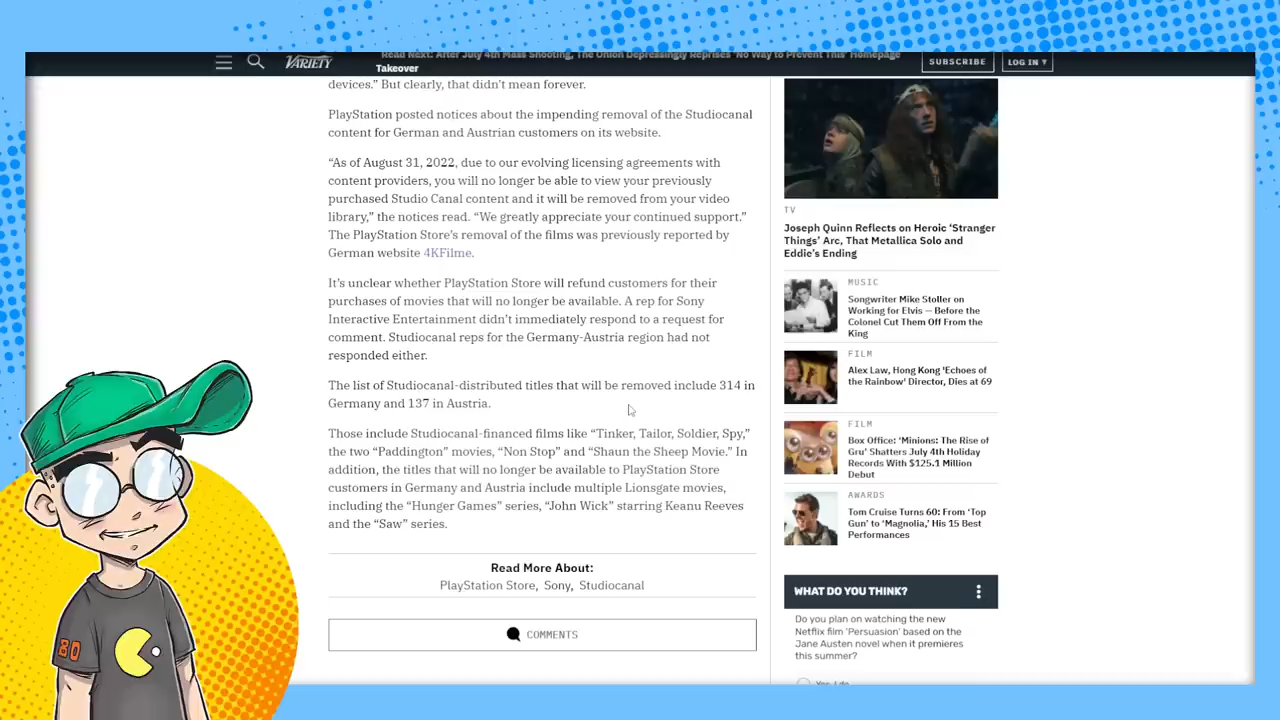 VARIETY
Read Next: After July 4th Mass Shooting, The Onion Depressingly Reprises 'No Way to Prevent This' Homepage
Takeover
SUBSCRIBE
LOG IN
devices.” But clearly, that didn’t mean forever.
PlayStation posted notices about the impending removal of the Studiocanal
content for German and Austrian customers on its website.
“As of August 31, 2022, due to our evolving licensing agreements with
content providers, you will no longer be able to view your previously
purchased Studio Canal content and it will be removed from your video
library,” the notices read. “We greatly appreciate your continued support.”
The PlayStation Store’s removal of the films was previously reported by
German website 4KFilme.
It’s unclear whether PlayStation Store will refund customers for their
purchases of movies that will no longer be available. A rep for Sony
Interactive Entertainment didn’t immediately respond to a request for
comment. Studiocanal reps for the Germany-Austria region had not
responded either.
The list of Studiocanal-distributed titles that will be removed include 314 in
Germany and 137 in Austria.
Those include Studiocanal-financed films like “Tinker, Tailor, Soldier, Spy,”
the two “Paddington” movies, “Non Stop” and “Shaun the Sheep Movie.” In
addition, the titles that will no longer be available to PlayStation Store
customers in Germany and Austria include multiple Lionsgate movies,
including the “Hunger Games” series, “John Wick” starring Keanu Reeves
and the “Saw” series.
Read More About:
PlayStation Store, Sony, Studiocanal
COMMENTS
TV
Joseph Quinn Reflects on Heroic ‘Stranger
Things’ Arc, That Metallica Solo and
Eddie’s Ending
MUSIC
Songwriter Mike Stoller on
Working for Elvis — Before the
Colonel Cut Them Off From the
King
FILM
Alex Law, Hong Kong 'Echoes of
the Rainbow' Director, Dies at 69
FILM
Box Office: ‘Minions: The Rise of
Gru’ Shatters July 4th Holiday
Records With $125.1 Million
Debut
AWARDS
Tom Cruise Turns 60: From ‘Top
Gun’ to ‘Magnolia,’ His 15 Best
Performances
WHAT DO YOU THINK?
Do you plan on watching the new
Netflix film 'Persuasion' based on the
Jane Austen novel when it premieres
this summer?
Yes, I do
80